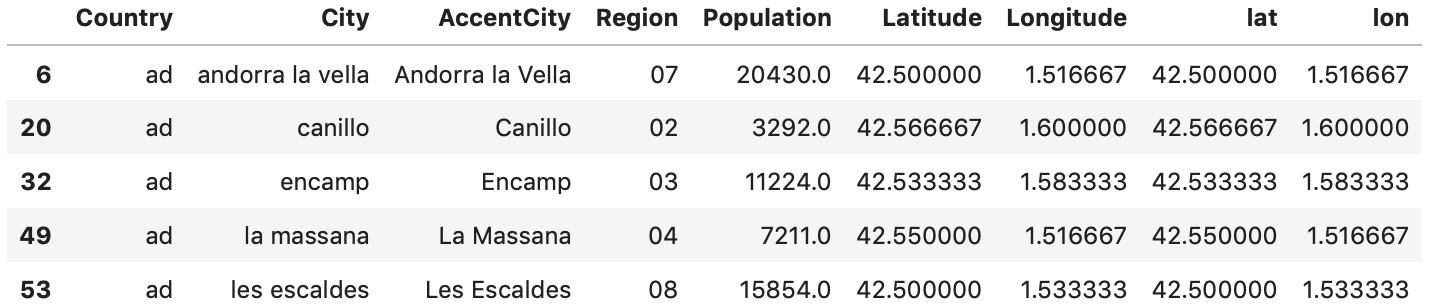 Country City AccentCity Region Population Latitude Longitude lat lon
6 ad andorra la vella Andorra la Vella 07 20430.0 42.500000 1.516667 42.500000 1.516667
20 ad canillo Canillo 02 3292.0 42.566667 1.600000 42.566667 1.600000
32 ad encamp Encamp 03 11224.0 42.533333 1.583333 42.533333 1.583333
49 ad la massana La Massana 04 7211.0 42.550000 1.516667 42.550000 1.516667
53 ad les escaldes Les Escaldes 08 15854.0 42.500000 1.533333 42.500000 1.533333